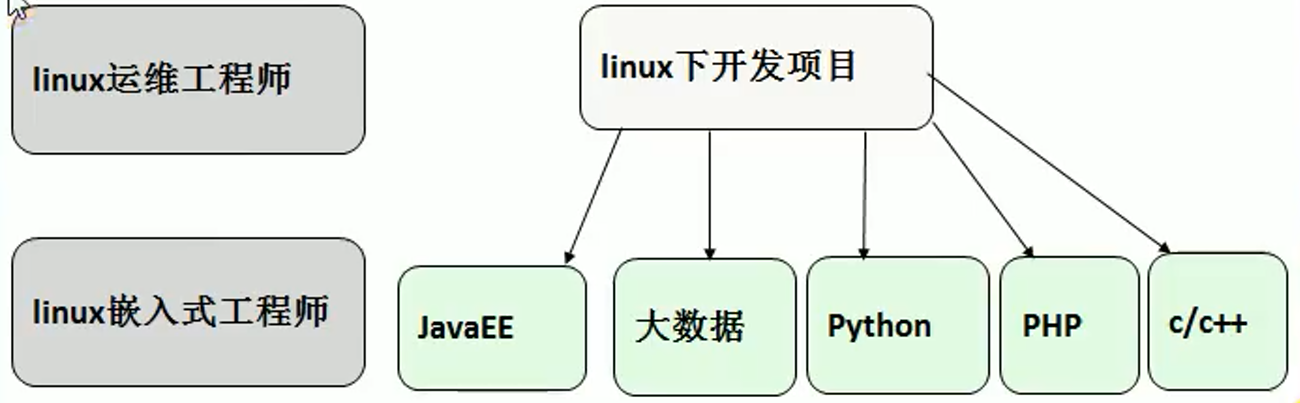 linux运维工程师
linux下开发项目
linux嵌入式工程师
JavaEE
大数据
Python
PHP
c/c++